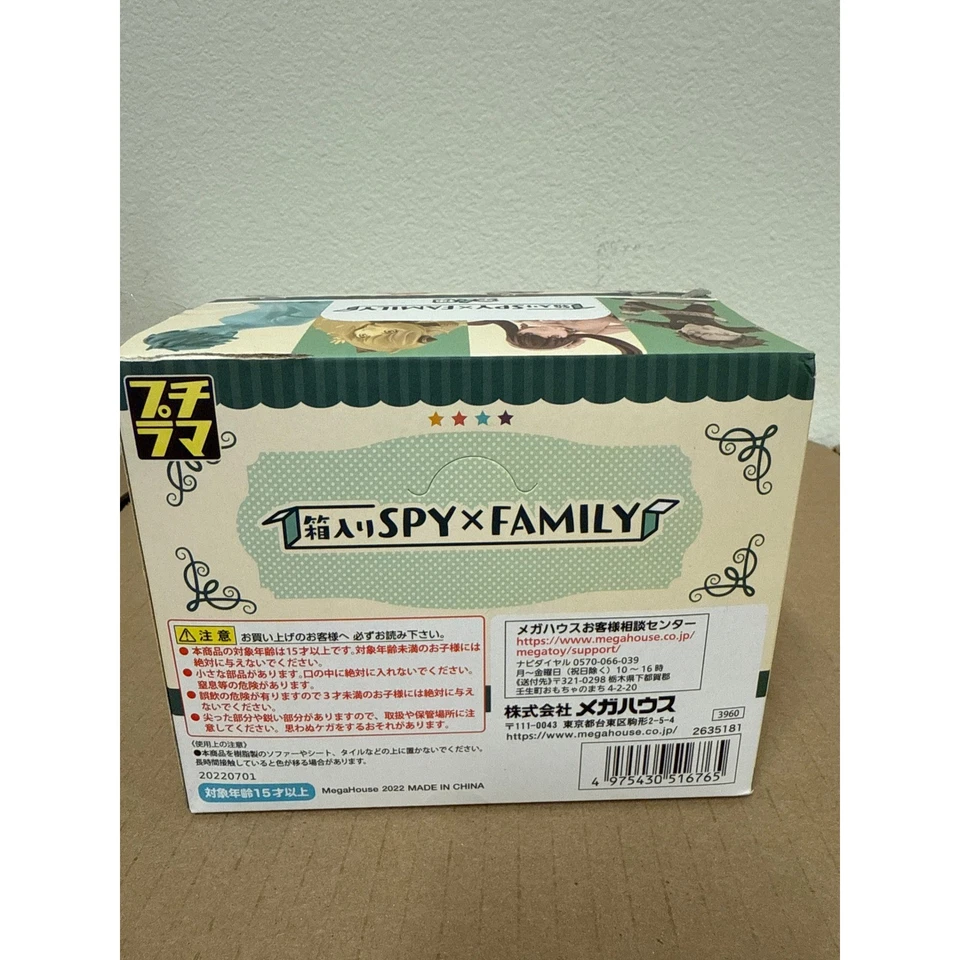 箱入りSPY×FAMILY
プチ
ラマ
箱入りSPY×FAMILY
注意 お買い上げのお客様へ 必ずお読み下さい。
●本商品の対象年齢は15才以上です。対象年齢未満のお子様には
絶対に与えないでください。
●小さな部品があります。口の中に絶対に入れないでください。
窒息等の危険があります。
●誤飲の危険が有りますので3才未満のお子様には絶対に与え
ないでください。
●尖った部分や鋭い部分がありますので、取扱や保管場所に注
意してください。思わぬケガをするおそれがあります。
〈使用上の注意〉
●本商品を樹脂製のソファーやシート、タイルなどの上に置かないでください。
長時間接触していると色が移る場合があります。
20220701
対象年齢15才以上
MegaHouse 2022 MADE IN CHINA
メガハウスお客様相談センター
https://www.megahouse.co.jp/
megatoy/support/
ナビダイヤル 0570-066-039
月～金曜日（祝日除く）10～16時
《送付先》〒321-0298 栃木県下都賀郡
壬生町おもちゃのまち4-2-20
株式会社 メガハウス
〒111-0043 東京都台東区駒形2-5-4
https://www.megahouse.co.jp/
3960
2635181
4 975430 516765